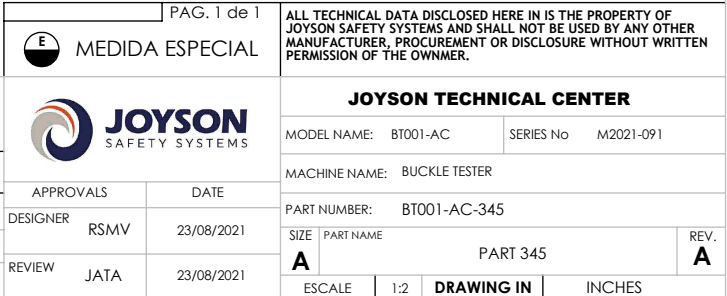 PAG. 1 de 1
E
MEDIDA ESPECIAL
ALL TECHNICAL DATA DISCLOSED HERE IN IS THE PROPERTY OF
JOYSON SAFETY SYSTEMS AND SHALL NOT BE USED BY ANY OTHER
MANUFACTURER, PROCUREMENT OR DISCLOSURE WITHOUT WRITTEN
PERMISSION OF THE OWNMER.
JOYSON
SAFETY SYSTEMS
JOYSON TECHNICAL CENTER
MODEL NAME: BT001-AC SERIES No M2021-091
MACHINE NAME: BUCKLE TESTER
APPROVALS DATE
PART NUMBER: BT001-AC-345
DESIGNER RSMV 23/08/2021
SIZE A PART NAME PART 345 REV. A
REVIEW JATA 23/08/2021
ESCALE 1:2 DRAWING IN INCHES